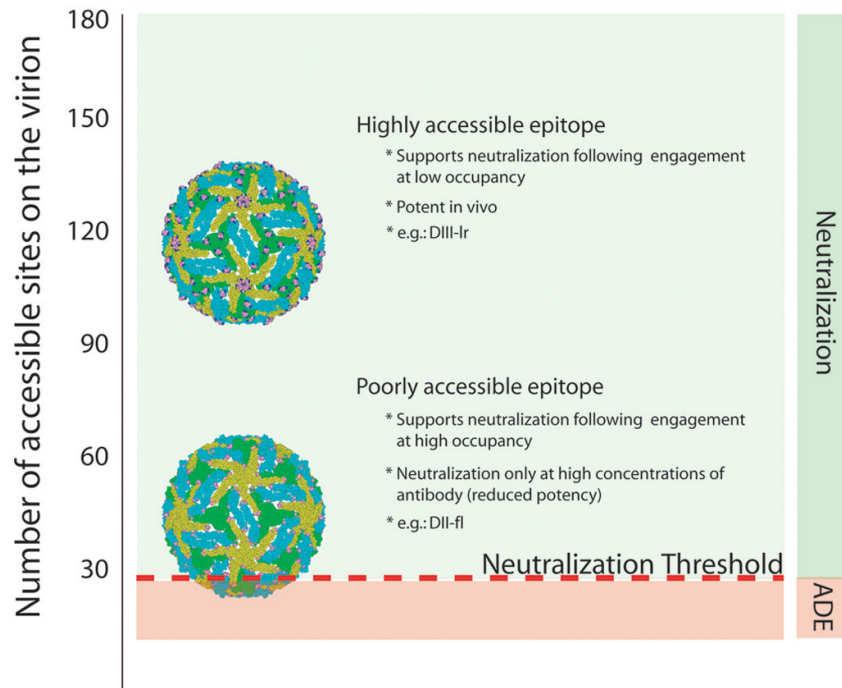 Number of accessible sites on the virion
180
150
120
90
60
30
Highly accessible epitope
* Supports neutralization following engagement
at low occupancy
* Potent in vivo
* e.g.: DIII-lr
Poorly accessible epitope
* Supports neutralization following engagement
at high occupancy
* Neutralization only at high concentrations of
antibody (reduced potency)
* e.g.: DII-fl
Neutralization Threshold
Neutralization
ADE